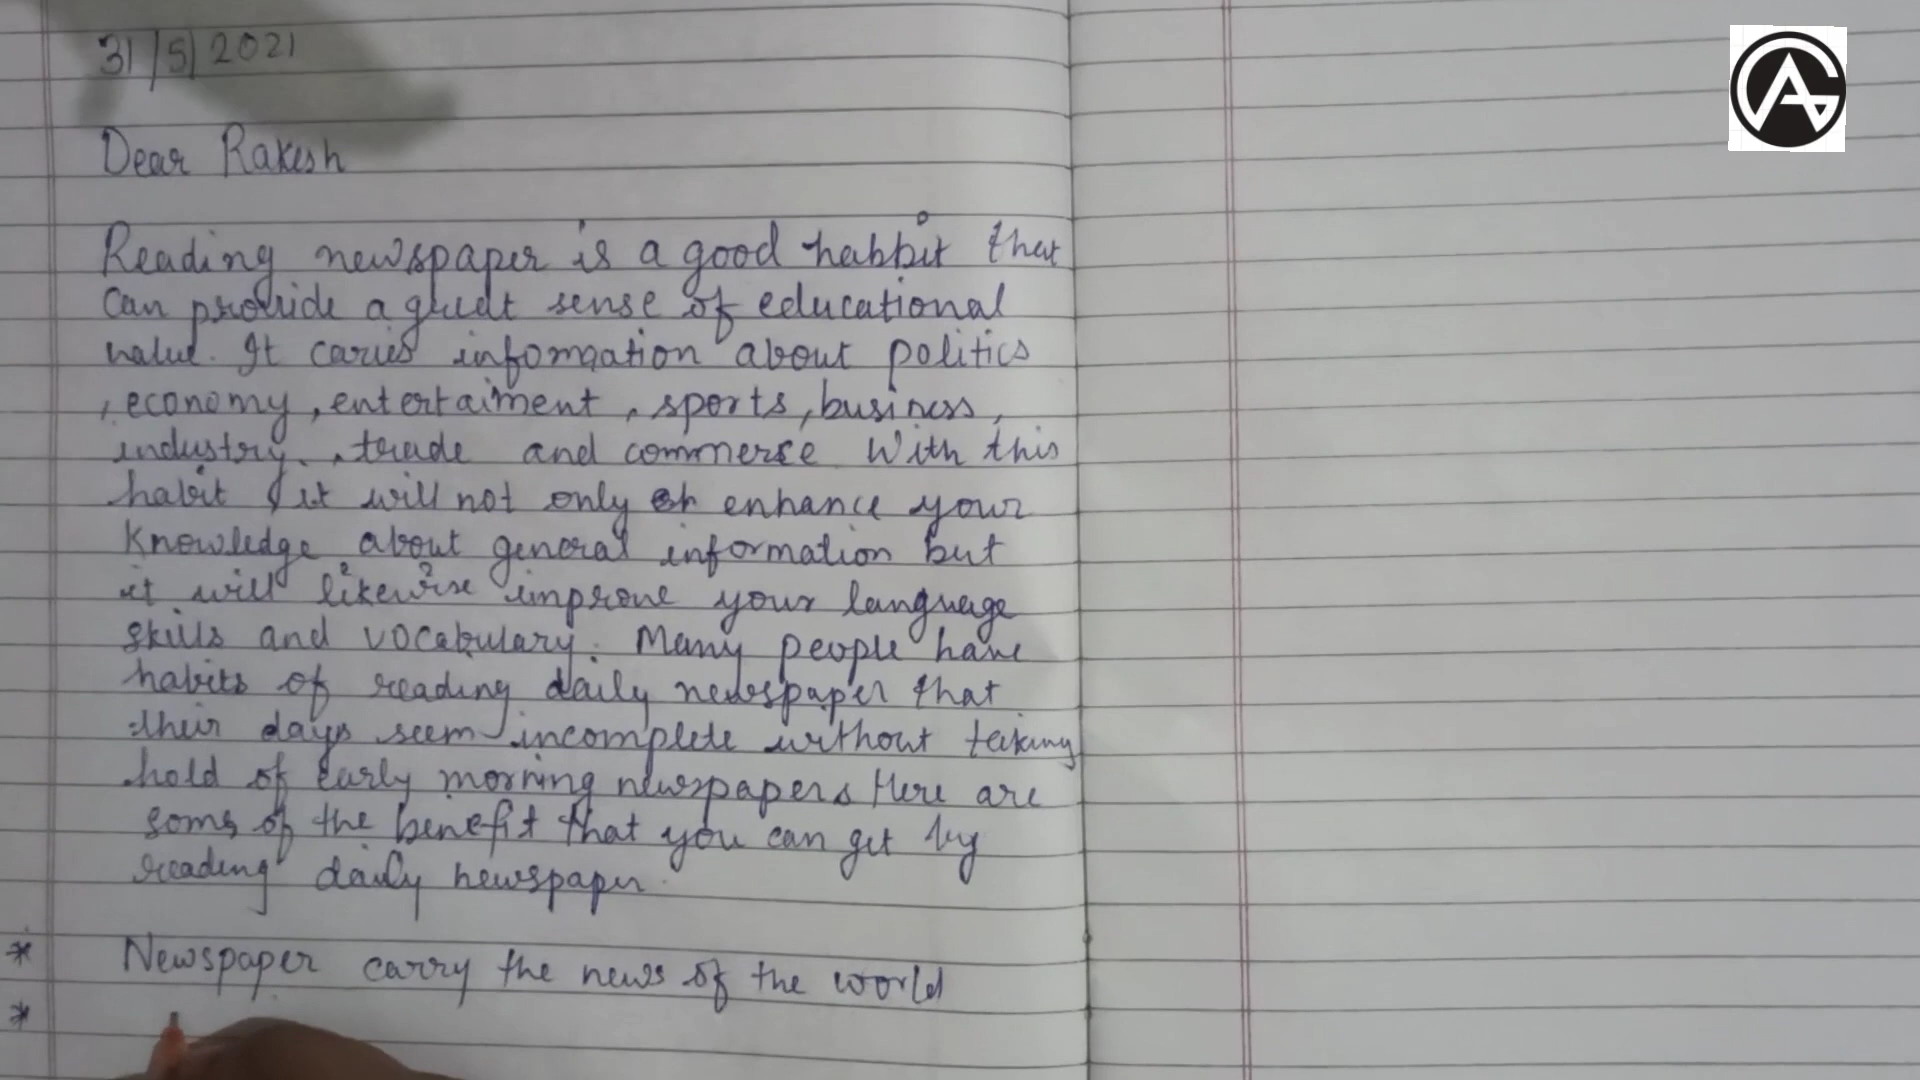 31/5/2021
Dear Rakesh
Reading newspaper is a good habbit that
can provide a great sense of educational
value. It caries infomation about politics
, economy, entertaiment, sports, business,
industry, trade and commerce. With this
habit it will not only enhance your
knowledge about general information but
it will likewise improve your language
skills and vocabulary. Many people have
habits of reading daily newspaper that
their days seem incomplete without taking
hold of early morning newspapers Here are
some of the benefit that you can get by
reading daily newspaper.
* Newspaper carry the news of the world
*